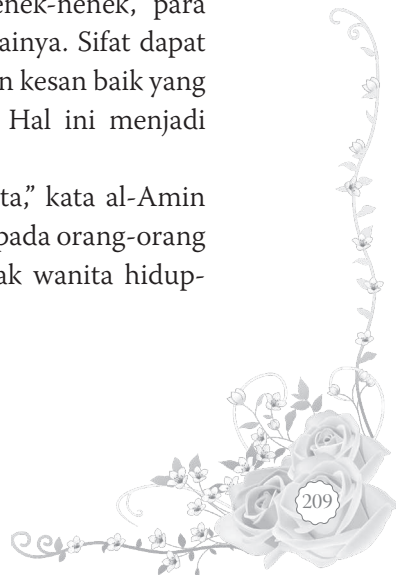 enek-nenek, para
ainya. Sifat dapat
n kesan baik yang
Hal ini menjadi
ta,” kata al-Amin
pada orang-orang
ak wanita hidup-
209